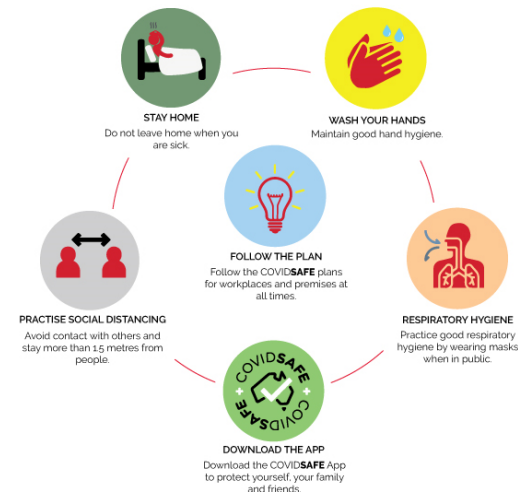 STAY HOME
Do not leave home when you
are sick.
WASH YOUR HANDS
Maintain good hand hygiene.
FOLLOW THE PLAN
Follow the COVIDSAFE plans
for workplaces and premises at
all times.
PRACTISE SOCIAL DISTANCING
Avoid contact with others and
stay more than 1.5 metres from
people.
RESPIRATORY HYGIENE
Practice good respiratory
hygiene by wearing masks
when in public.
COVIDSAFE
COVIDSAFE
DOWNLOAD THE APP
Download the COVIDSAFE App
to protect yourself, your family
and friends.